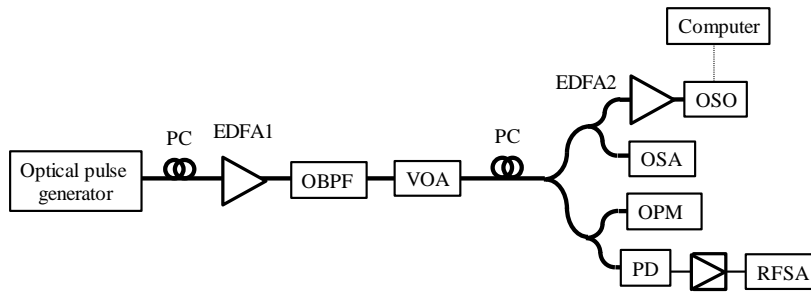 Computer
EDFA2
OSO
PC
EDFA1
PC
Optical pulse
generator
OBPF
VOA
OSA
OPM
PD
RFSA